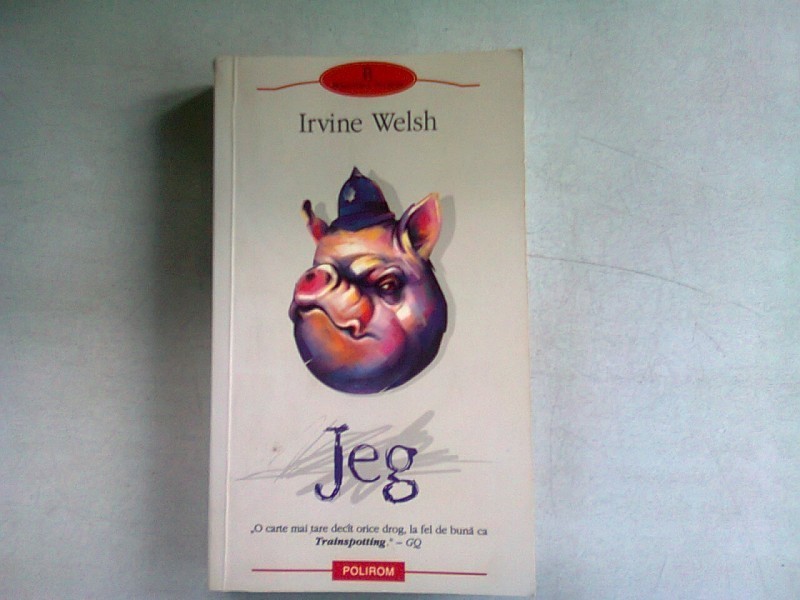 Irvine Welsh
Jeg
„O carte mai tare decît orice drog, la fel de bună ca
Trainspotting.” – GQ
POLIROM